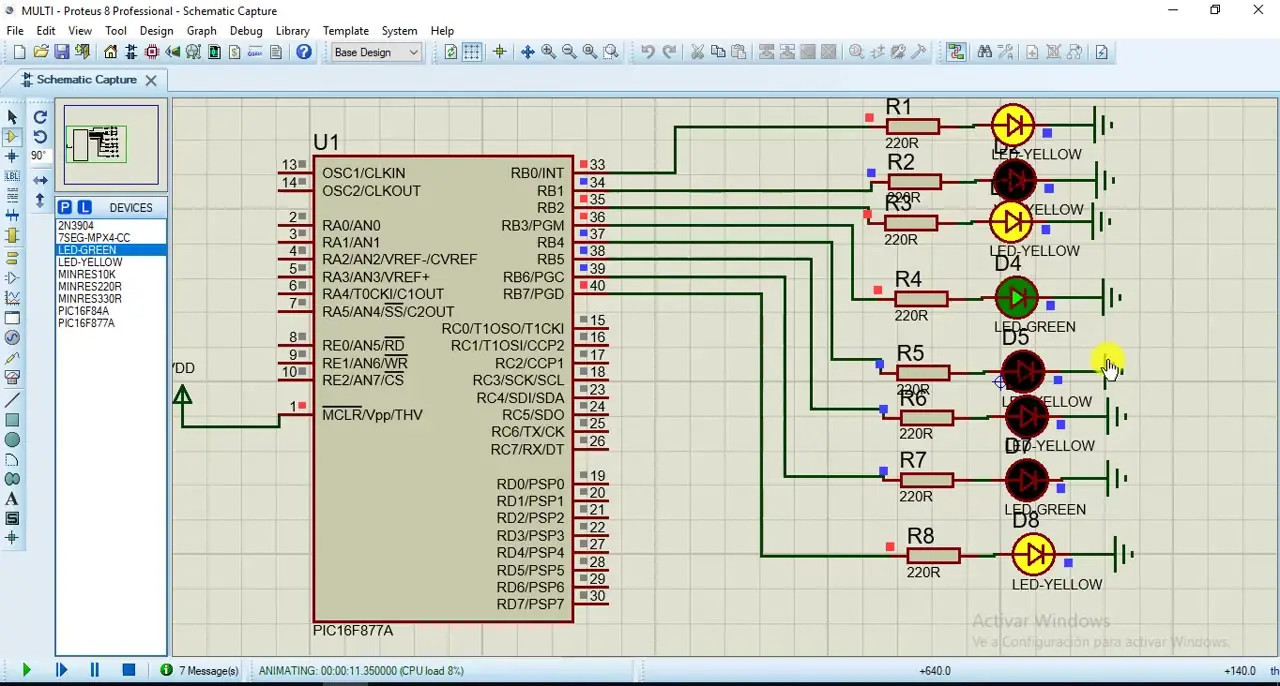 MULTI - Proteus 8 Professional - Schematic Capture
File Edit View Tool Design Graph Debug Library Template System Help
Base Design
Schematic Capture
90°
P L DEVICES
2N3904
7SEG-MPX4-CC
LED-GREEN
LED-YELLOW
MINRES10K
MINRES220R
MINRES330R
PIC16F84A
PIC16F877A
U1
13 OSC1/CLKIN
14 OSC2/CLKOUT
2 RA0/AN0
3 RA1/AN1
4 RA2/AN2/VREF-/CVREF
5 RA3/AN3/VREF+
6 RA4/T0CKI/C1OUT
7 RA5/AN4/SS/C2OUT
8 RE0/AN5/RD
9 RE1/AN6/WR
10 RE2/AN7/CS
1 MCLR/Vpp/THV
RB0/INT 33
RB1 34
RB2 35
RB3/PGM 36
RB4 37
RB5 38
RB6/PGC 39
RB7/PGD 40
RC0/T1OSO/T1CKI 15
RC1/T1OSI/CCP2 16
RC2/CCP1 17
RC3/SCK/SCL 18
RC4/SDI/SDA 23
RC5/SDO 24
RC6/TX/CK 25
RC7/RX/DT 26
RD0/PSP0 19
RD1/PSP1 20
RD2/PSP2 21
RD3/PSP3 22
RD4/PSP4 27
RD5/PSP5 28
RD6/PSP6 29
RD7/PSP7 30
PIC16F877A
R1
220R
LED-YELLOW
R2
220R
R3
220R
LED-YELLOW
D4
R4
220R
LED-GREEN
D5
R5
220R
R6
220R
R7
220R
LED-GREEN
D8
R8
220R
LED-YELLOW
Activar Windows
Ve a Configuración para activar Windows.
7 Message(s)
ANIMATING: 00:00:11.350000 (CPU load 8%)
+640.0
+140.0
th